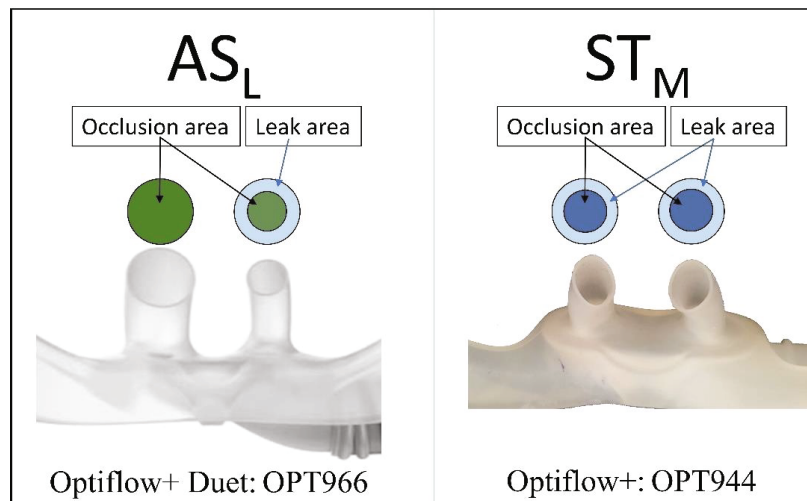 AS_L
Occlusion area Leak area
Optiflow+ Duet: OPT966
ST_M
Occlusion area Leak area
Optiflow+: OPT944